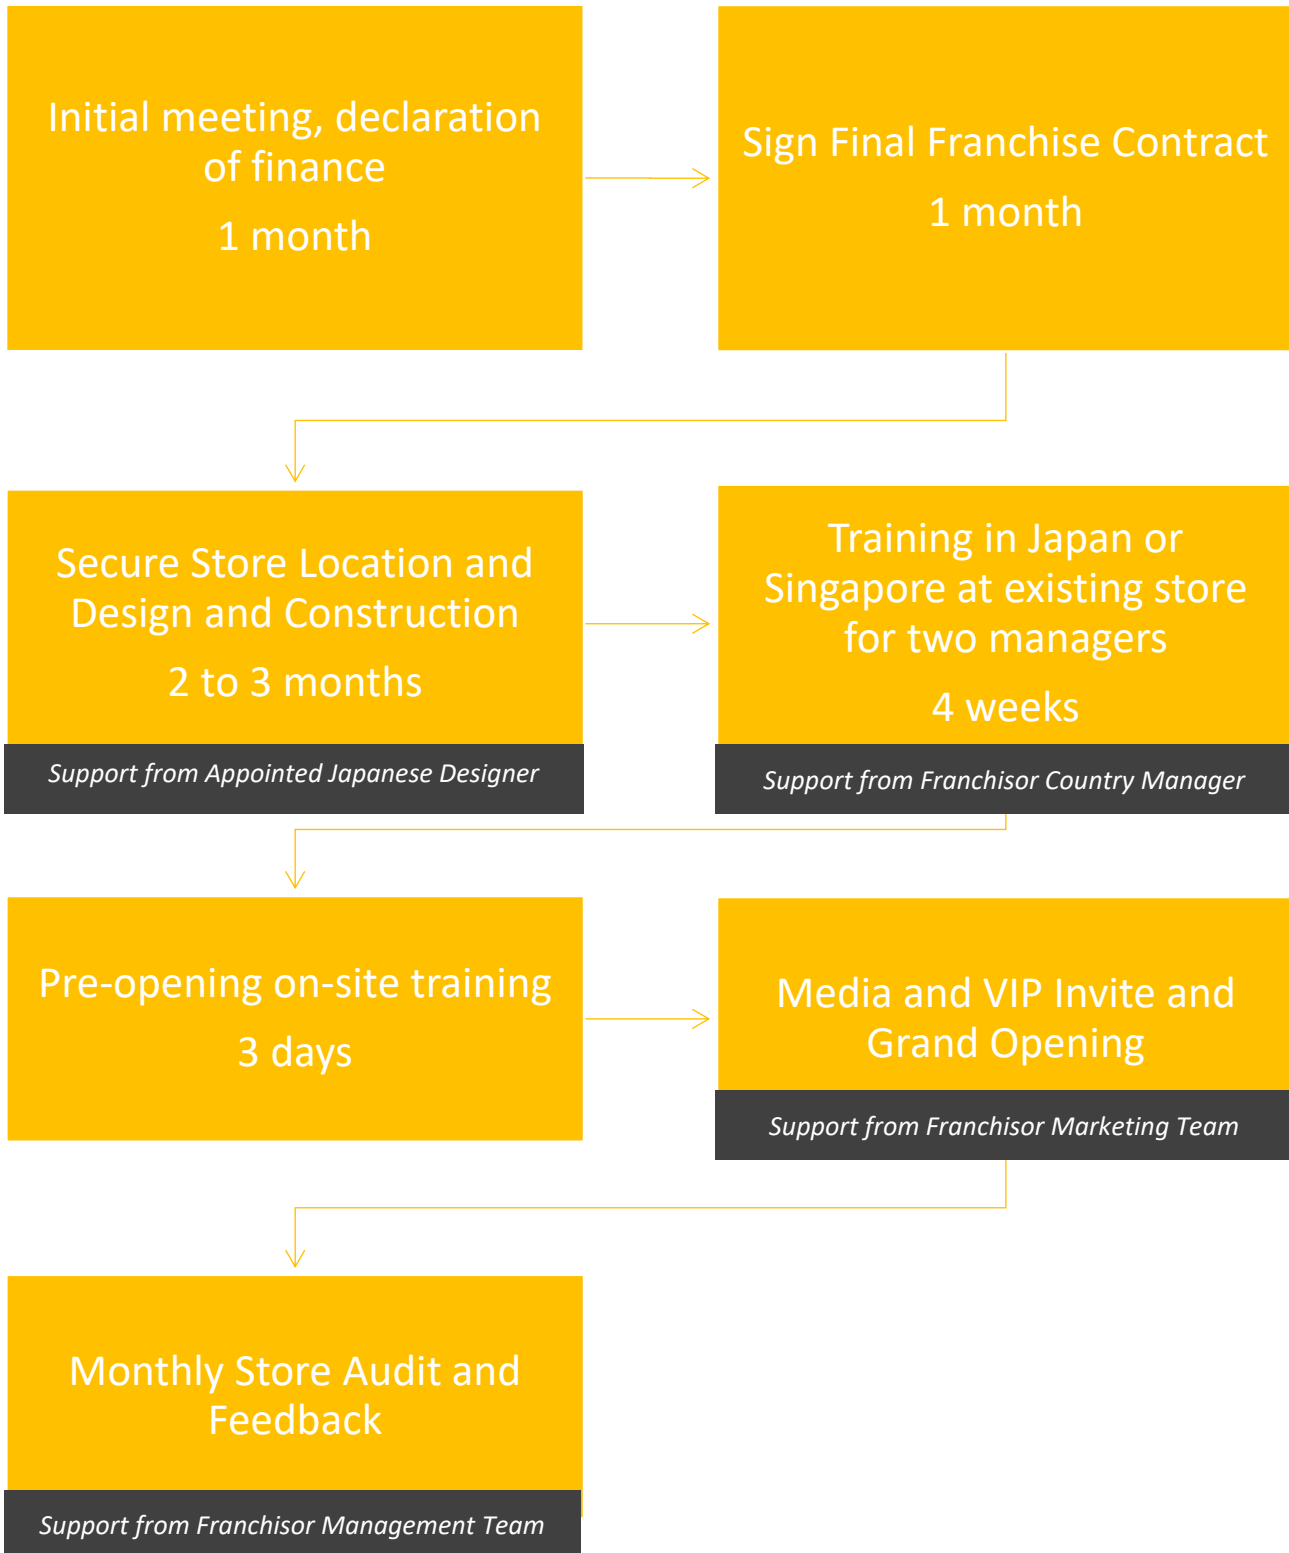 Initial meeting, declaration
of finance
1 month
Sign Final Franchise Contract
1 month
Secure Store Location and
Design and Construction
2 to 3 months
Support from Appointed Japanese Designer
Training in Japan or
Singapore at existing store
for two managers
4 weeks
Support from Franchisor Country Manager
Pre-opening on-site training
3 days
Media and VIP Invite and
Grand Opening
Support from Franchisor Marketing Team
Monthly Store Audit and
Feedback
Support from Franchisor Management Team